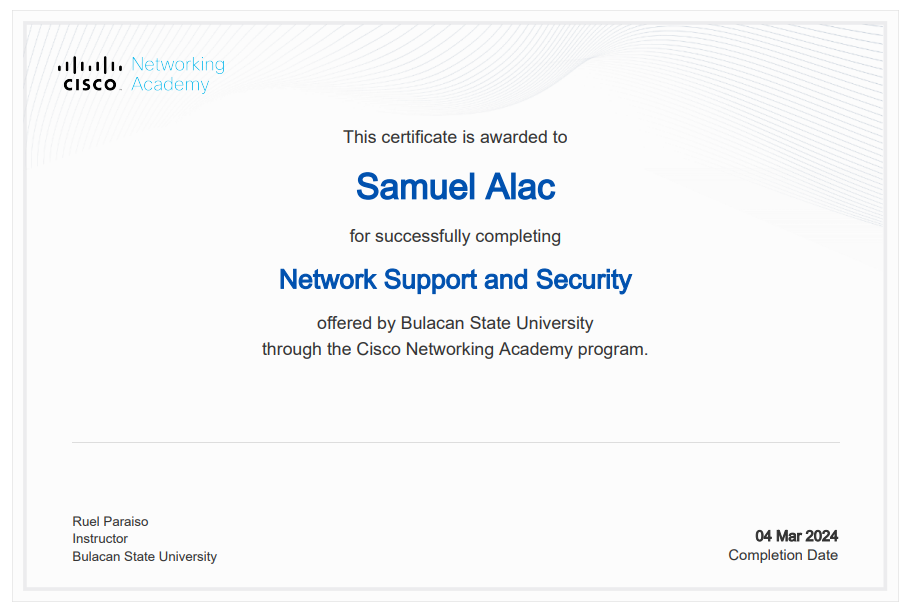 Networking
CISCO Academy
This certificate is awarded to
Samuel Alac
for successfully completing
Network Support and Security
offered by Bulacan State University
through the Cisco Networking Academy program.
Ruel Paraiso
Instructor
Bulacan State University
04 Mar 2024
Completion Date